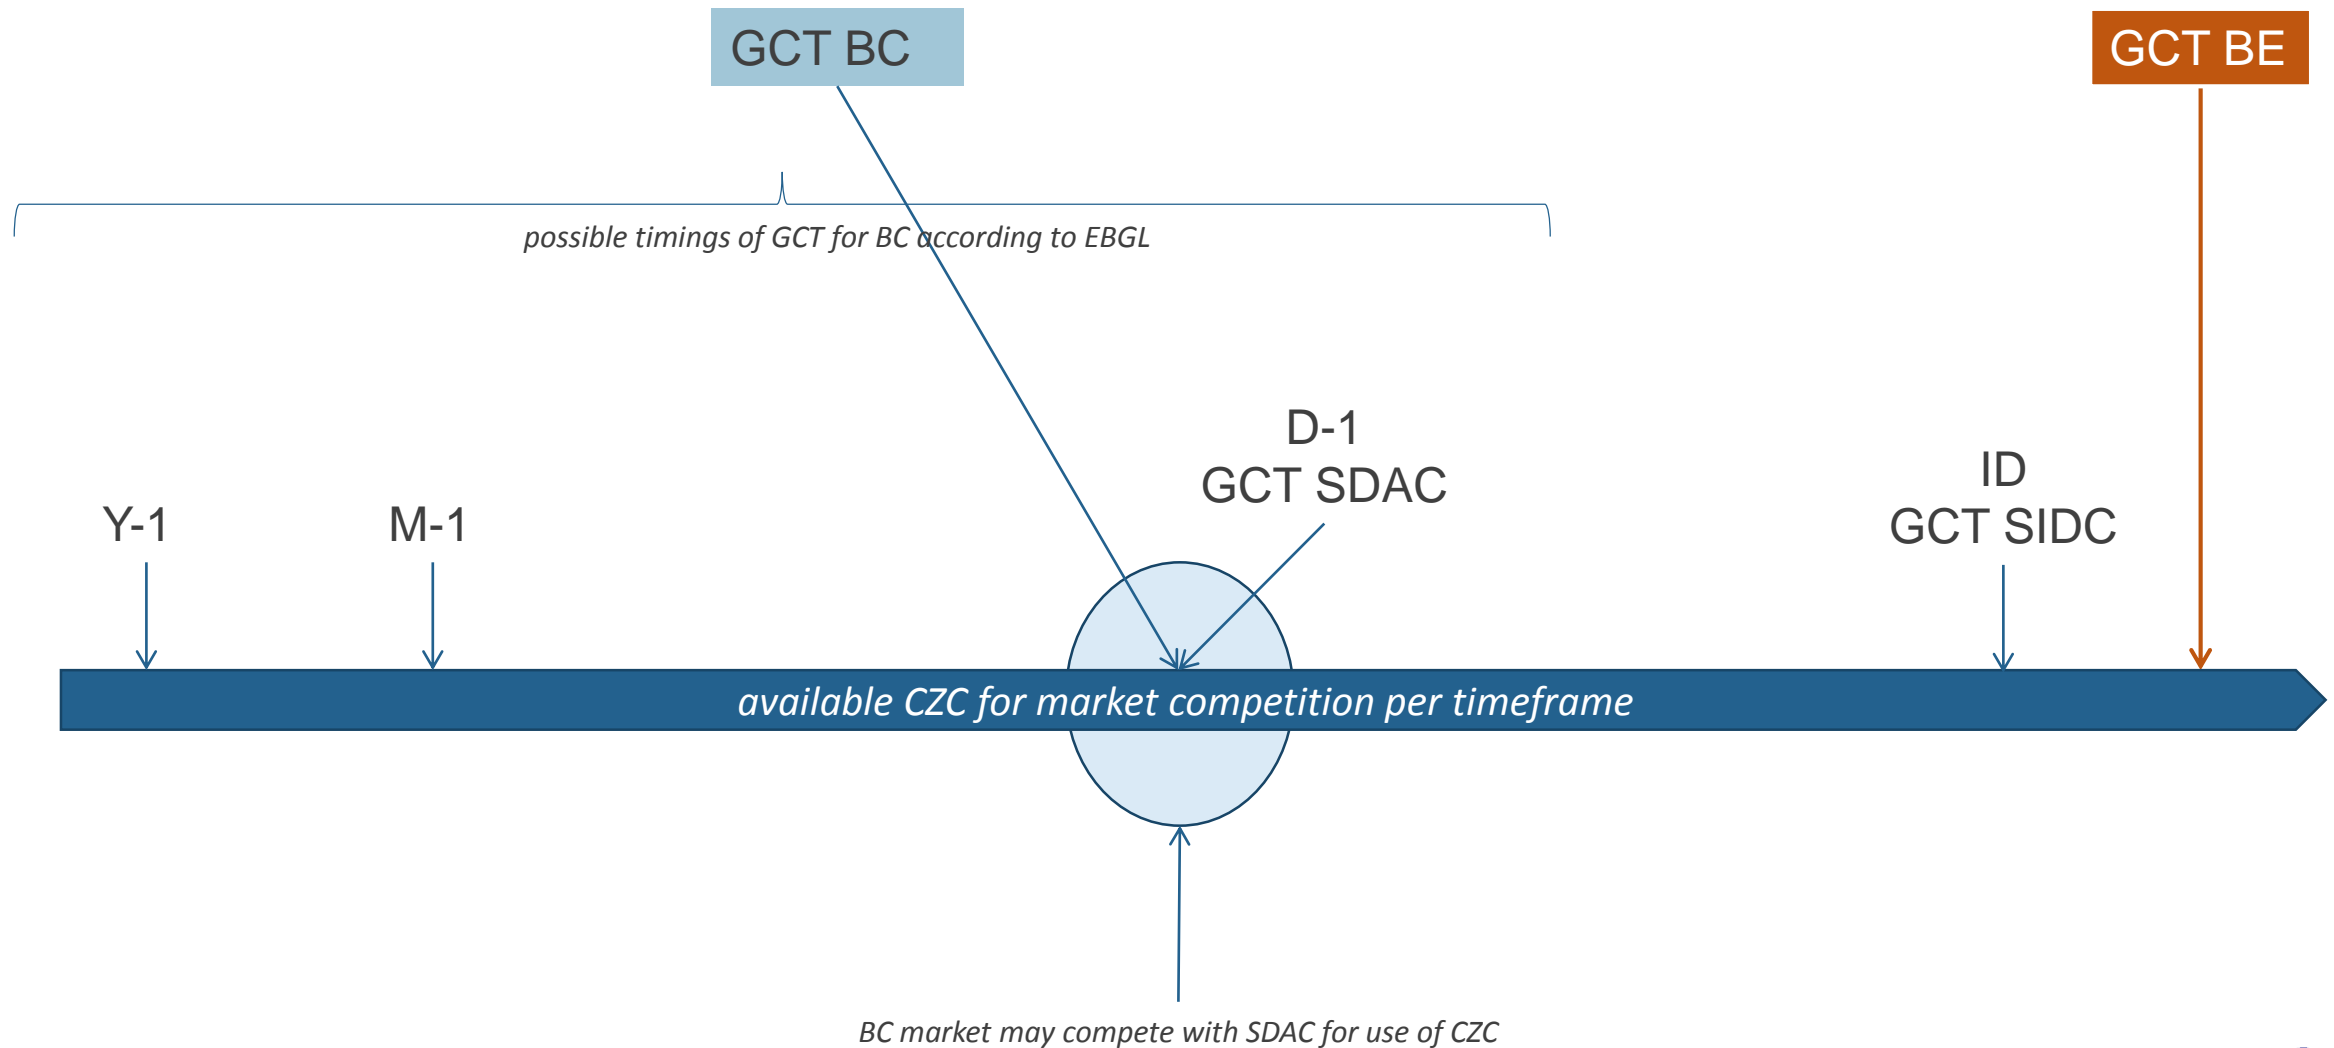 GCT BC
GCT BE
possible timings of GCT for BC according to EBGL
D-1
GCT SDAC
ID
GCT SIDC
Y-1
M-1
available CZC for market competition per timeframe
BC market may compete with SDAC for use of CZC